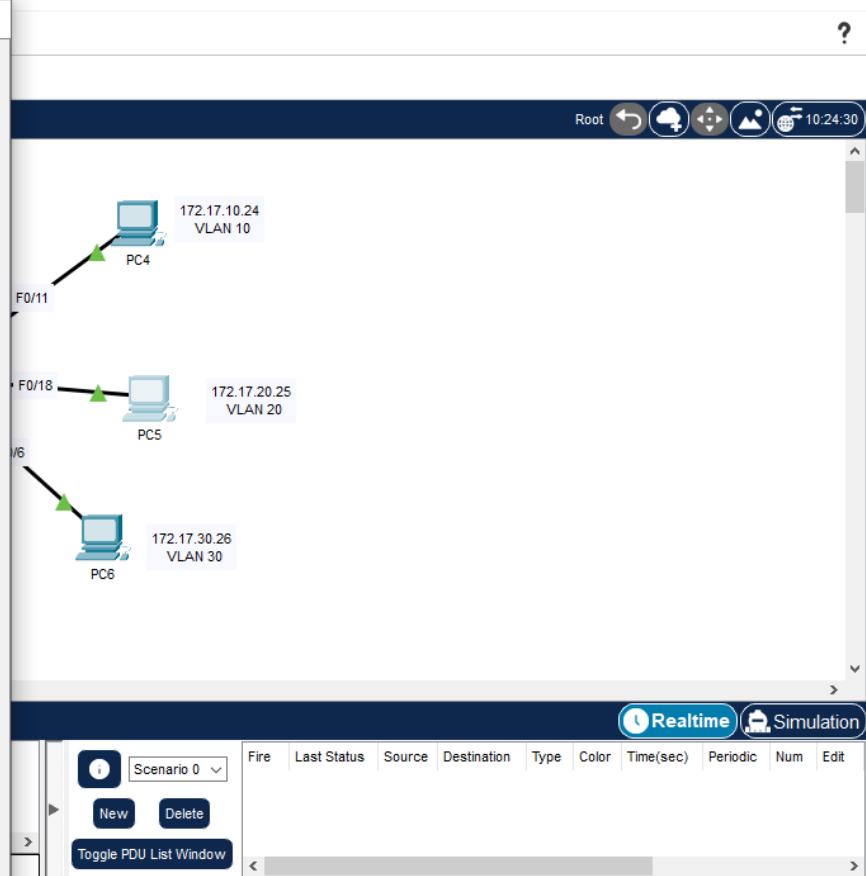 ?
Root
10:24:30
172.17.10.24
VLAN 10
PC4
F0/11
F0/18
172.17.20.25
VLAN 20
PC5
/6
172.17.30.26
VLAN 30
PC6
Realtime
Simulation
Scenario 0
Fire Last Status Source Destination Type Color Time(sec) Periodic Num Edit
New Delete
Toggle PDU List Window